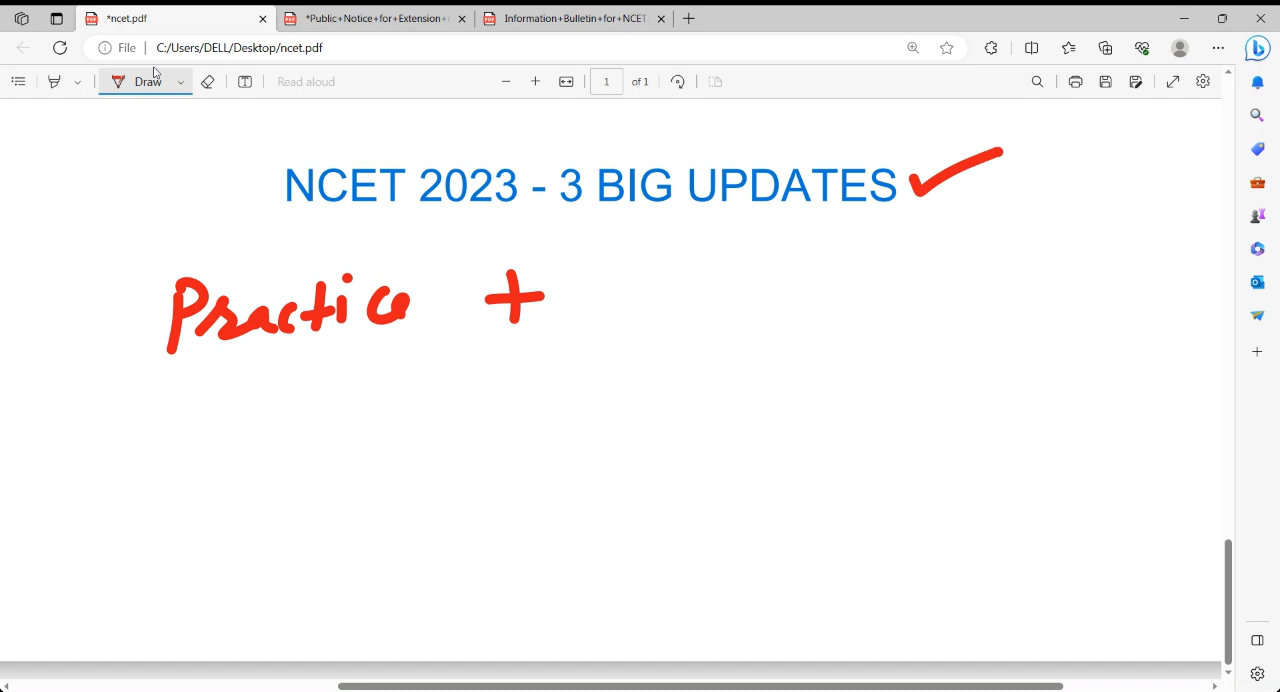 *ncet.pdf
*Public+Notice+for+Extension+
Information+Bulletin+for+NCET
File
C:/Users/DELL/Desktop/ncet.pdf
Draw
Read aloud
1
of 1
NCET 2023 - 3 BIG UPDATES
Practice +